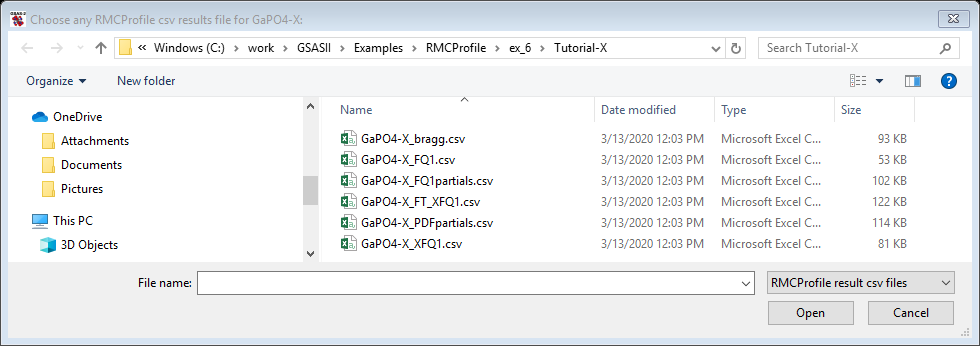 Choose any RMCProfile csv results file for GaPO4-X:
« Windows (C:) > work > GSASII > Examples > RMCProfile > ex_6 > Tutorial-X
Search Tutorial-X
Organize New folder
OneDrive
Attachments
Documents
Pictures
This PC
3D Objects
Name Date modified Type Size
GaPO4-X_bragg.csv 3/13/2020 12:03 PM Microsoft Excel C... 93 KB
GaPO4-X_FQ1.csv 3/13/2020 12:03 PM Microsoft Excel C... 53 KB
GaPO4-X_FQ1partials.csv 3/13/2020 12:03 PM Microsoft Excel C... 102 KB
GaPO4-X_FT_XFQ1.csv 3/13/2020 12:03 PM Microsoft Excel C... 122 KB
GaPO4-X_PDFpartials.csv 3/13/2020 12:03 PM Microsoft Excel C... 114 KB
GaPO4-X_XFQ1.csv 3/13/2020 12:03 PM Microsoft Excel C... 81 KB
File name: RMCProfile result csv files
Open Cancel